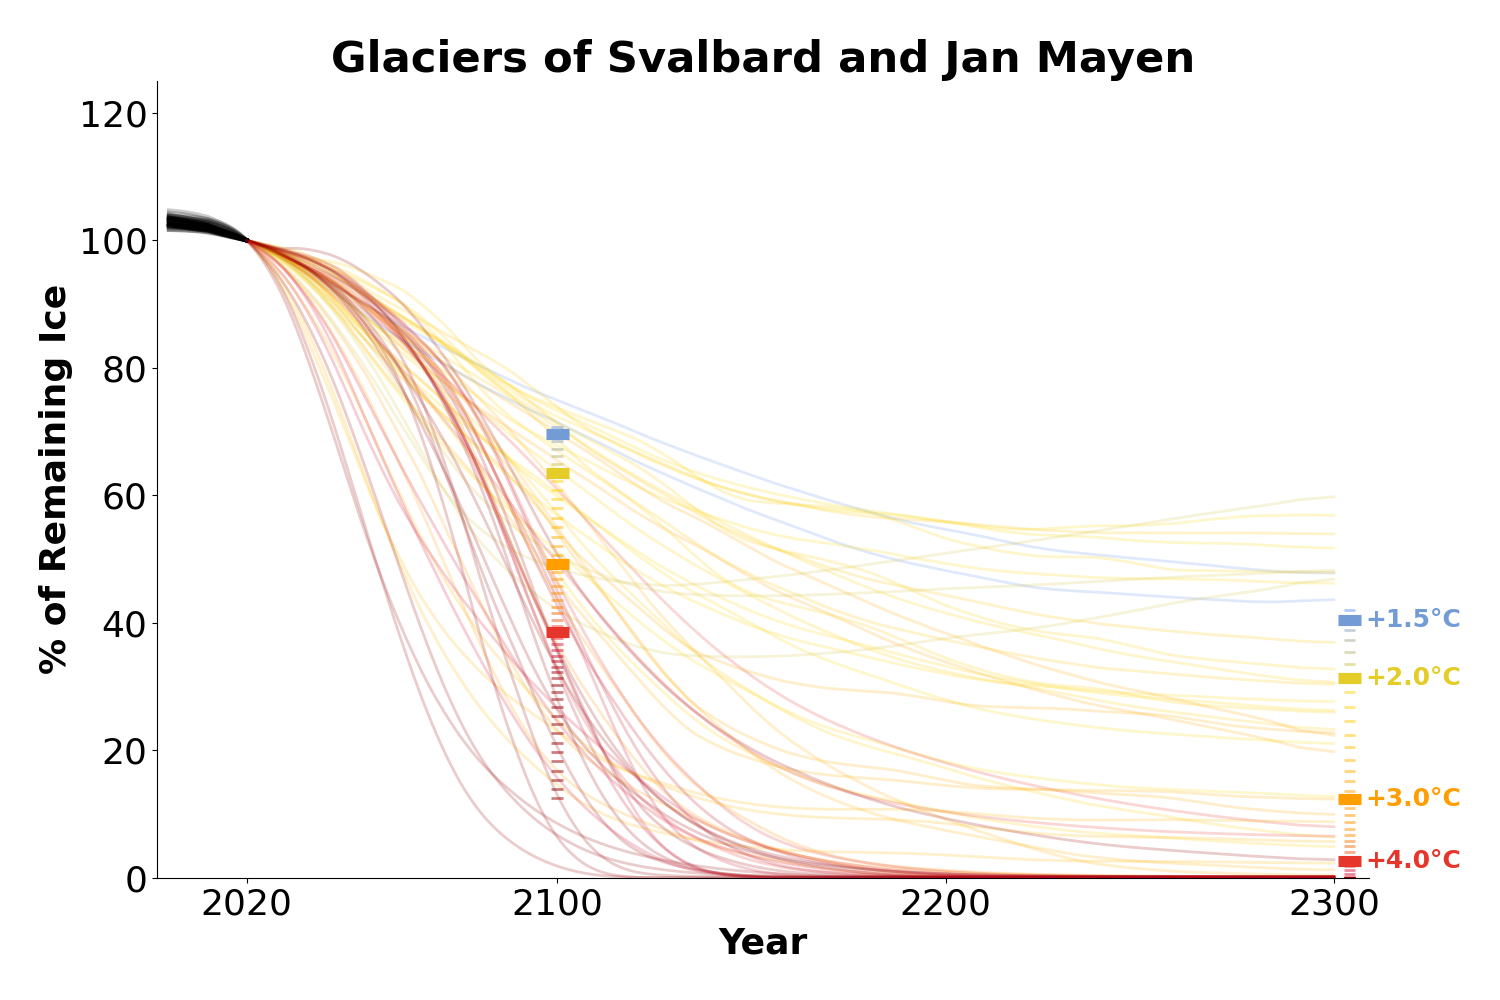 Glaciers of Svalbard and Jan Mayen
% of Remaining Ice
120
100
80
60
40
20
0
+1.5°C
+2.0°C
+3.0°C
+4.0°C
2020
2100
2200
2300
Year